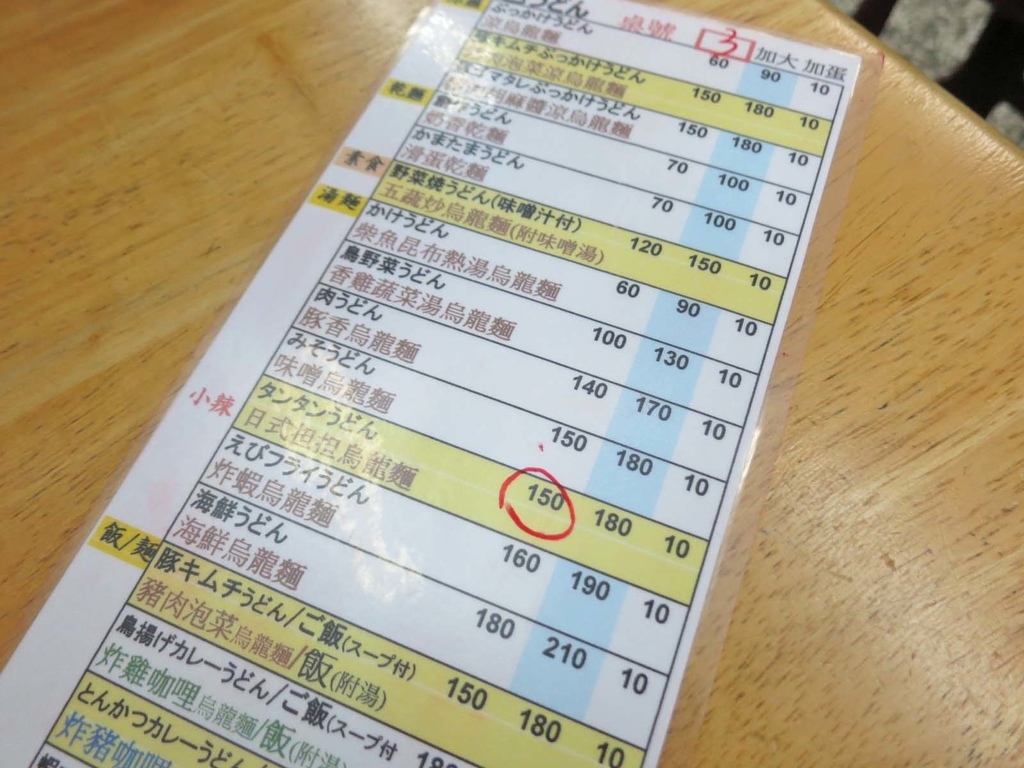 桌號 3 加大 加蛋
ぶっかけうどん
涼烏龍麵 60 90 10
豚キムチぶっかけうどん
泡菜涼烏龍麵 150 180 10
ゴマタレぶっかけうどん
胡麻醬涼烏龍麵 150 180 10
乾麵
うどん
奶香乾麵 70 100 10
かまたまうどん
滑蛋乾麵 70 100 10
素食
野菜焼うどん(味噌汁付)
五蔬炒烏龍麵(附味噌湯) 120 150 10
湯麵
かけうどん
柴魚昆布熱湯烏龍麵 60 90 10
鳥野菜うどん
香雞蔬菜湯烏龍麵 100 130 10
肉うどん
豚香烏龍麵 140 170 10
みそうどん
味噌烏龍麵 150 180 10
小辣
タンタンうどん
日式担担烏龍麵 150 180 10
えびフライうどん
炸蝦烏龍麵 160 190 10
海鮮うどん
海鮮烏龍麵 180 210 10
飯/麵
豚キムチうどん/ご飯(スープ付)
豬肉泡菜烏龍麵/飯(附湯) 150 180 10
鳥揚げカレーうどん/ご飯(スープ付
炸雞咖哩烏龍麵/飯(附湯)
とんかつカレーうどん
炸豬咖哩